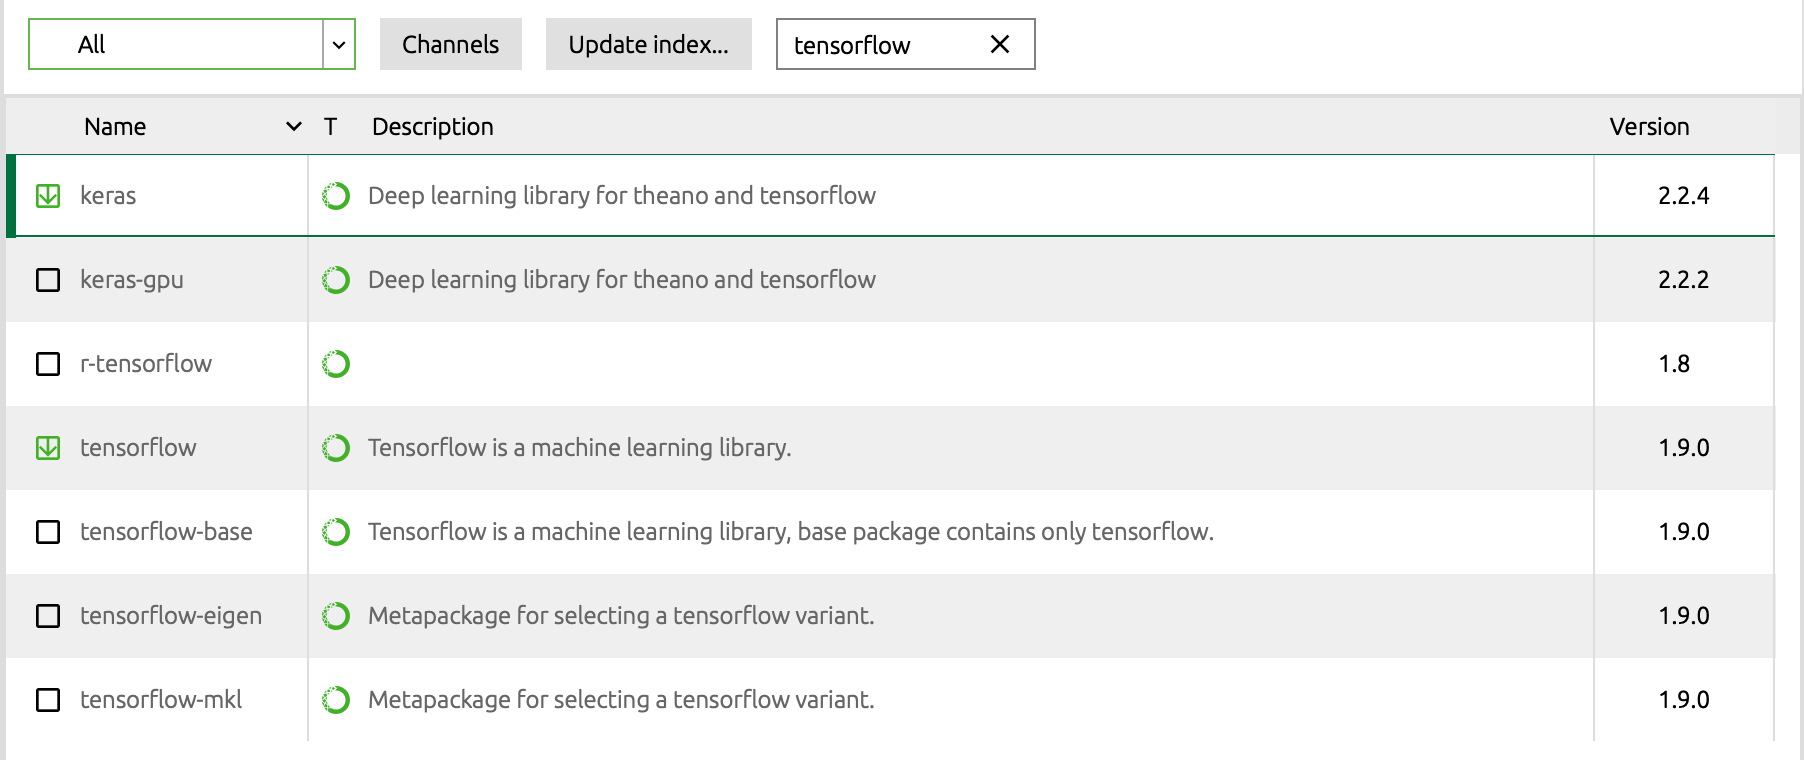 All Channels Update index... tensorflow
Name T Description Version
keras Deep learning library for theano and tensorflow 2.2.4
keras-gpu Deep learning library for theano and tensorflow 2.2.2
r-tensorflow 1.8
tensorflow Tensorflow is a machine learning library. 1.9.0
tensorflow-base Tensorflow is a machine learning library, base package contains only tensorflow. 1.9.0
tensorflow-eigen Metapackage for selecting a tensorflow variant. 1.9.0
tensorflow-mkl Metapackage for selecting a tensorflow variant. 1.9.0